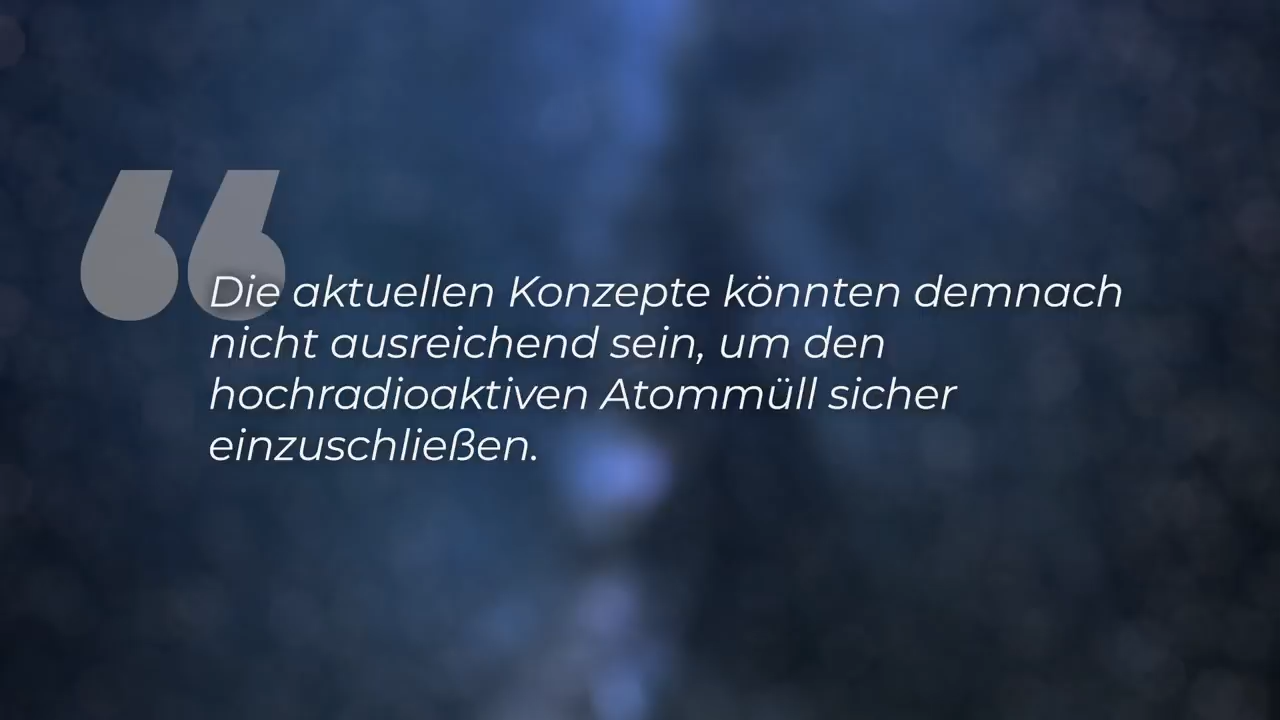 Die aktuellen Konzepte könnten demnach
nicht ausreichend sein, um den
hochradioaktiven Atommüll sicher
einzuschließen.